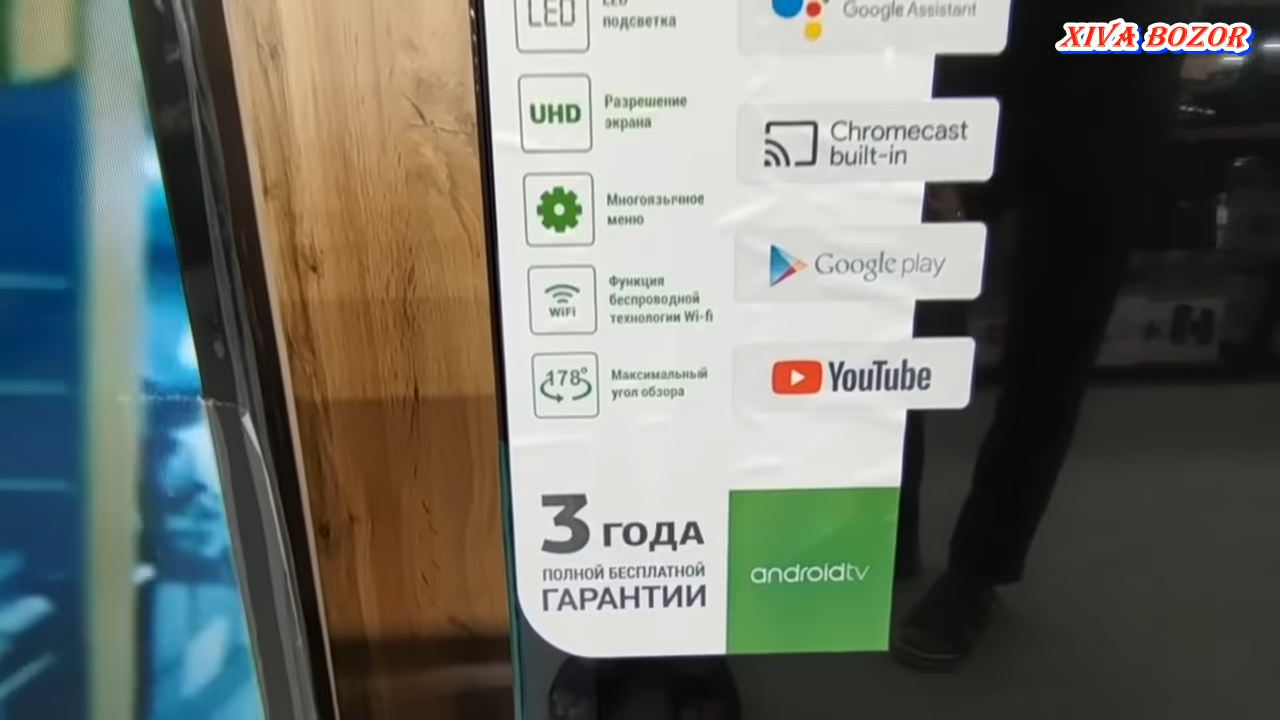 XIVA BOZOR
LED
LED
подсветка
UHD
Разрешение
экрана
Многоязычное
меню
WiFi
Функция
беспроводной
технологии Wi-fi
178°
Максимальный
угол обзора
Google Assistant
Chromecast
built-in
Google play
YouTube
3 ГОДА
ПОЛНОЙ БЕСПЛАТНОЙ
ГАРАНТИИ
androidtv